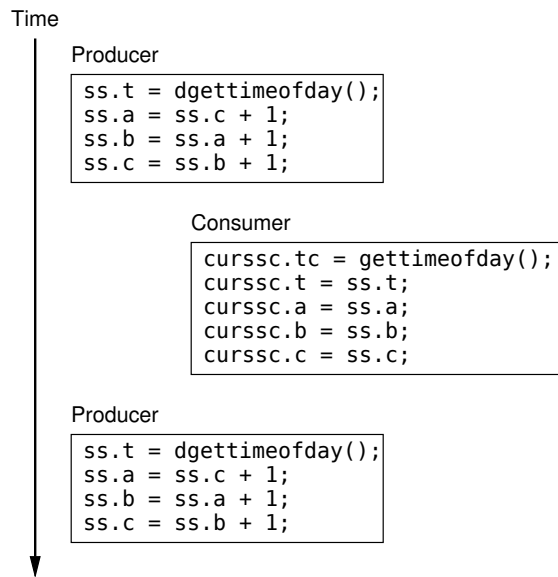 Time
Producer
ss.t = dgettimeofday();
ss.a = ss.c + 1;
ss.b = ss.a + 1;
ss.c = ss.b + 1;
Consumer
curssc.tc = gettimeofday();
curssc.t = ss.t;
curssc.a = ss.a;
curssc.b = ss.b;
curssc.c = ss.c;
Producer
ss.t = dgettimeofday();
ss.a = ss.c + 1;
ss.b = ss.a + 1;
ss.c = ss.b + 1;